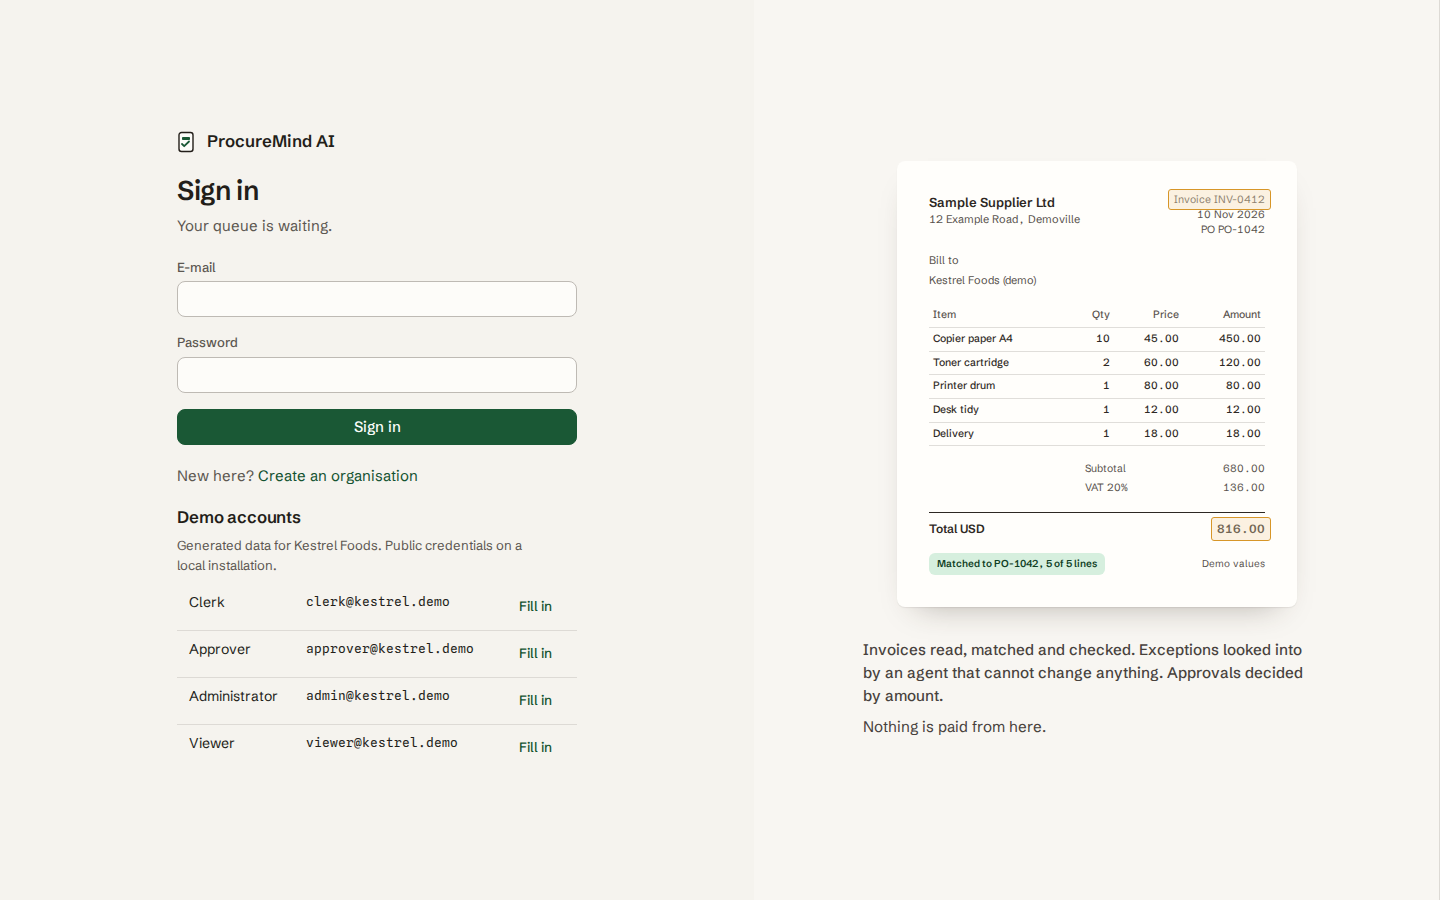 ProcureMind AI
Sign in
Your queue is waiting.
E-mail
Password
Sign in
New here? Create an organisation
Demo accounts
Generated data for Kestrel Foods. Public credentials on a
local installation.
Clerk clerk@kestrel.demo Fill in
Approver approver@kestrel.demo Fill in
Administrator admin@kestrel.demo Fill in
Viewer viewer@kestrel.demo Fill in
Sample Supplier Ltd Invoice INV-0412
12 Example Road, Demoville 10 Nov 2026
PO PO-1042
Bill to
Kestrel Foods (demo)
Item Qty Price Amount
Copier paper A4 10 45.00 450.00
Toner cartridge 2 60.00 120.00
Printer drum 1 80.00 80.00
Desk tidy 1 12.00 12.00
Delivery 1 18.00 18.00
Subtotal 680.00
VAT 20% 136.00
Total USD 816.00
Matched to PO-1042, 5 of 5 lines Demo values
Invoices read, matched and checked. Exceptions looked into
by an agent that cannot change anything. Approvals decided
by amount.
Nothing is paid from here.